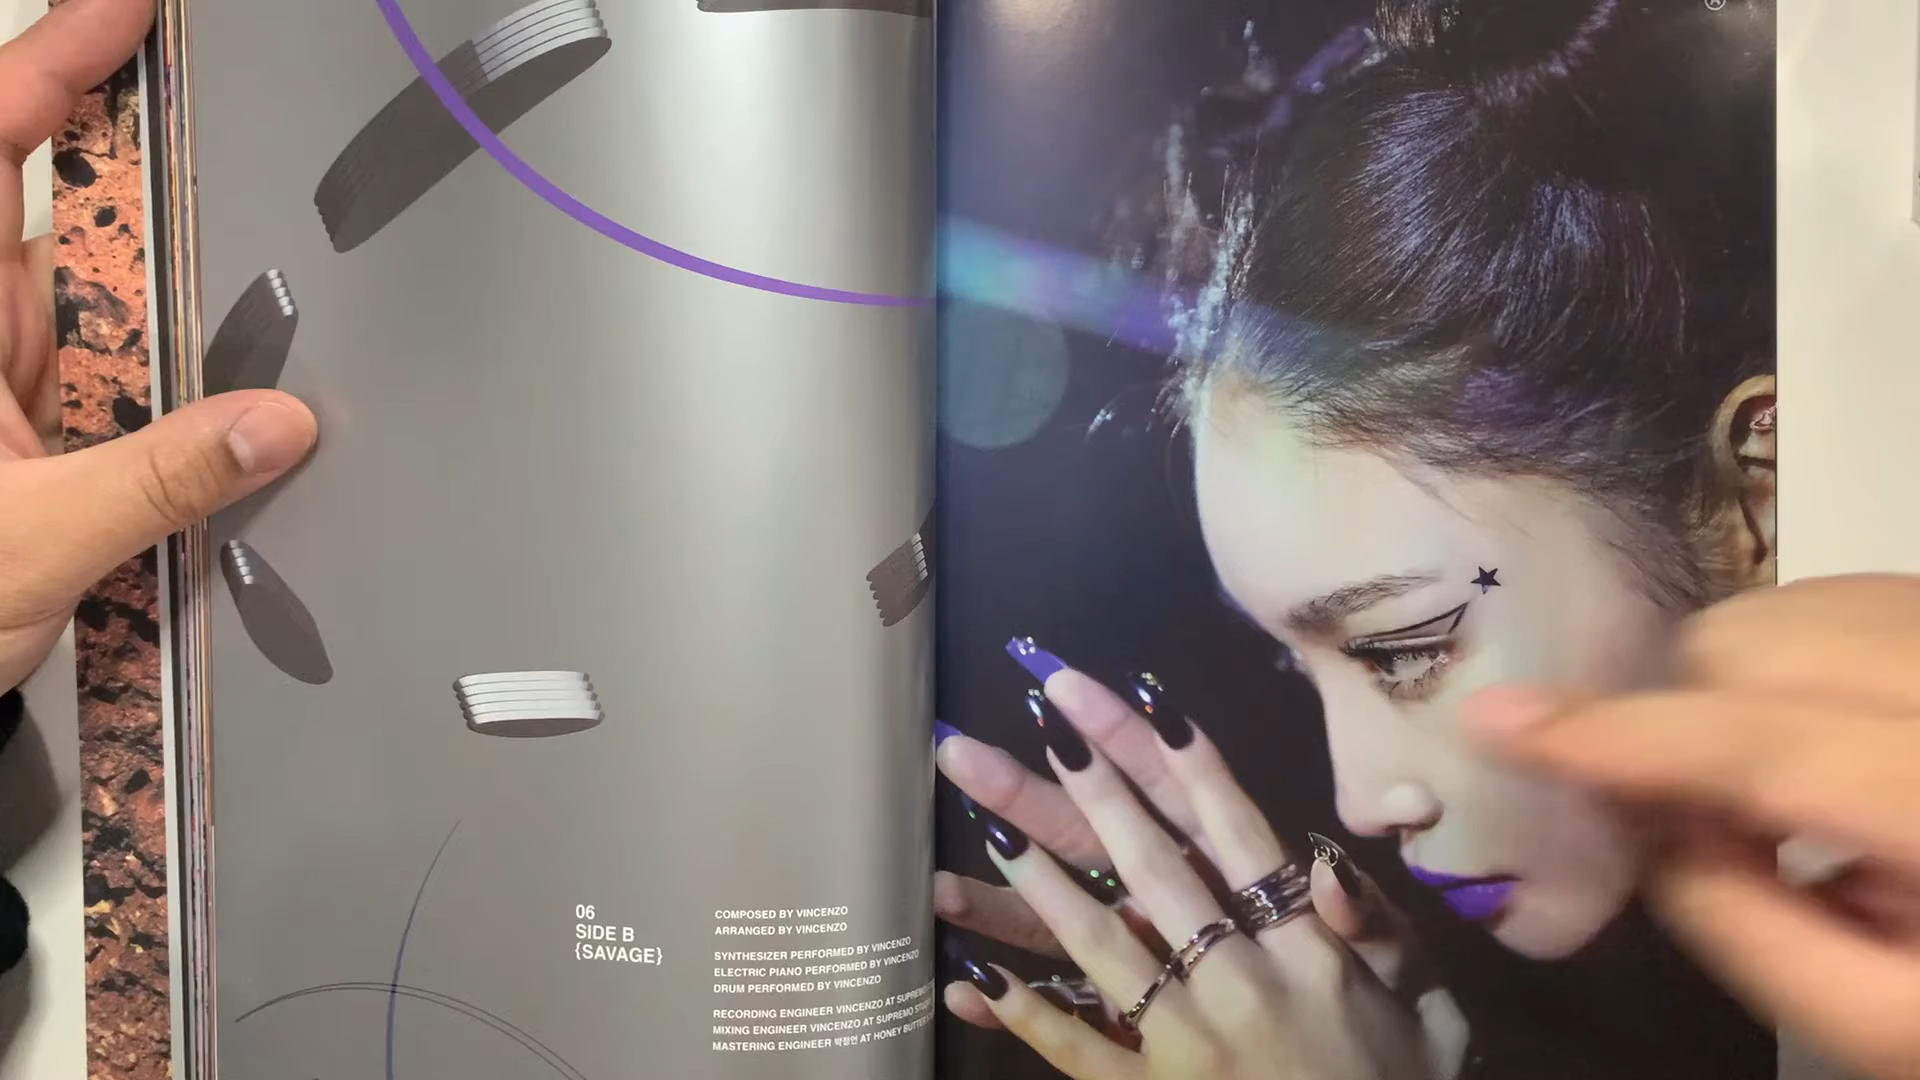 06
SIDE B
{SAVAGE}
COMPOSED BY VINCENZO
ARRANGED BY VINCENZO
SYNTHESIZER PERFORMED BY VINCENZO
ELECTRIC PIANO PERFORMED BY VINCENZO
DRUM PERFORMED BY VINCENZO
RECORDING ENGINEER VINCENZO AT SUPREMO
MIXING ENGINEER VINCENZO AT SUPREMO
MASTERING ENGINEER 박정언 AT HONEY BUTTER